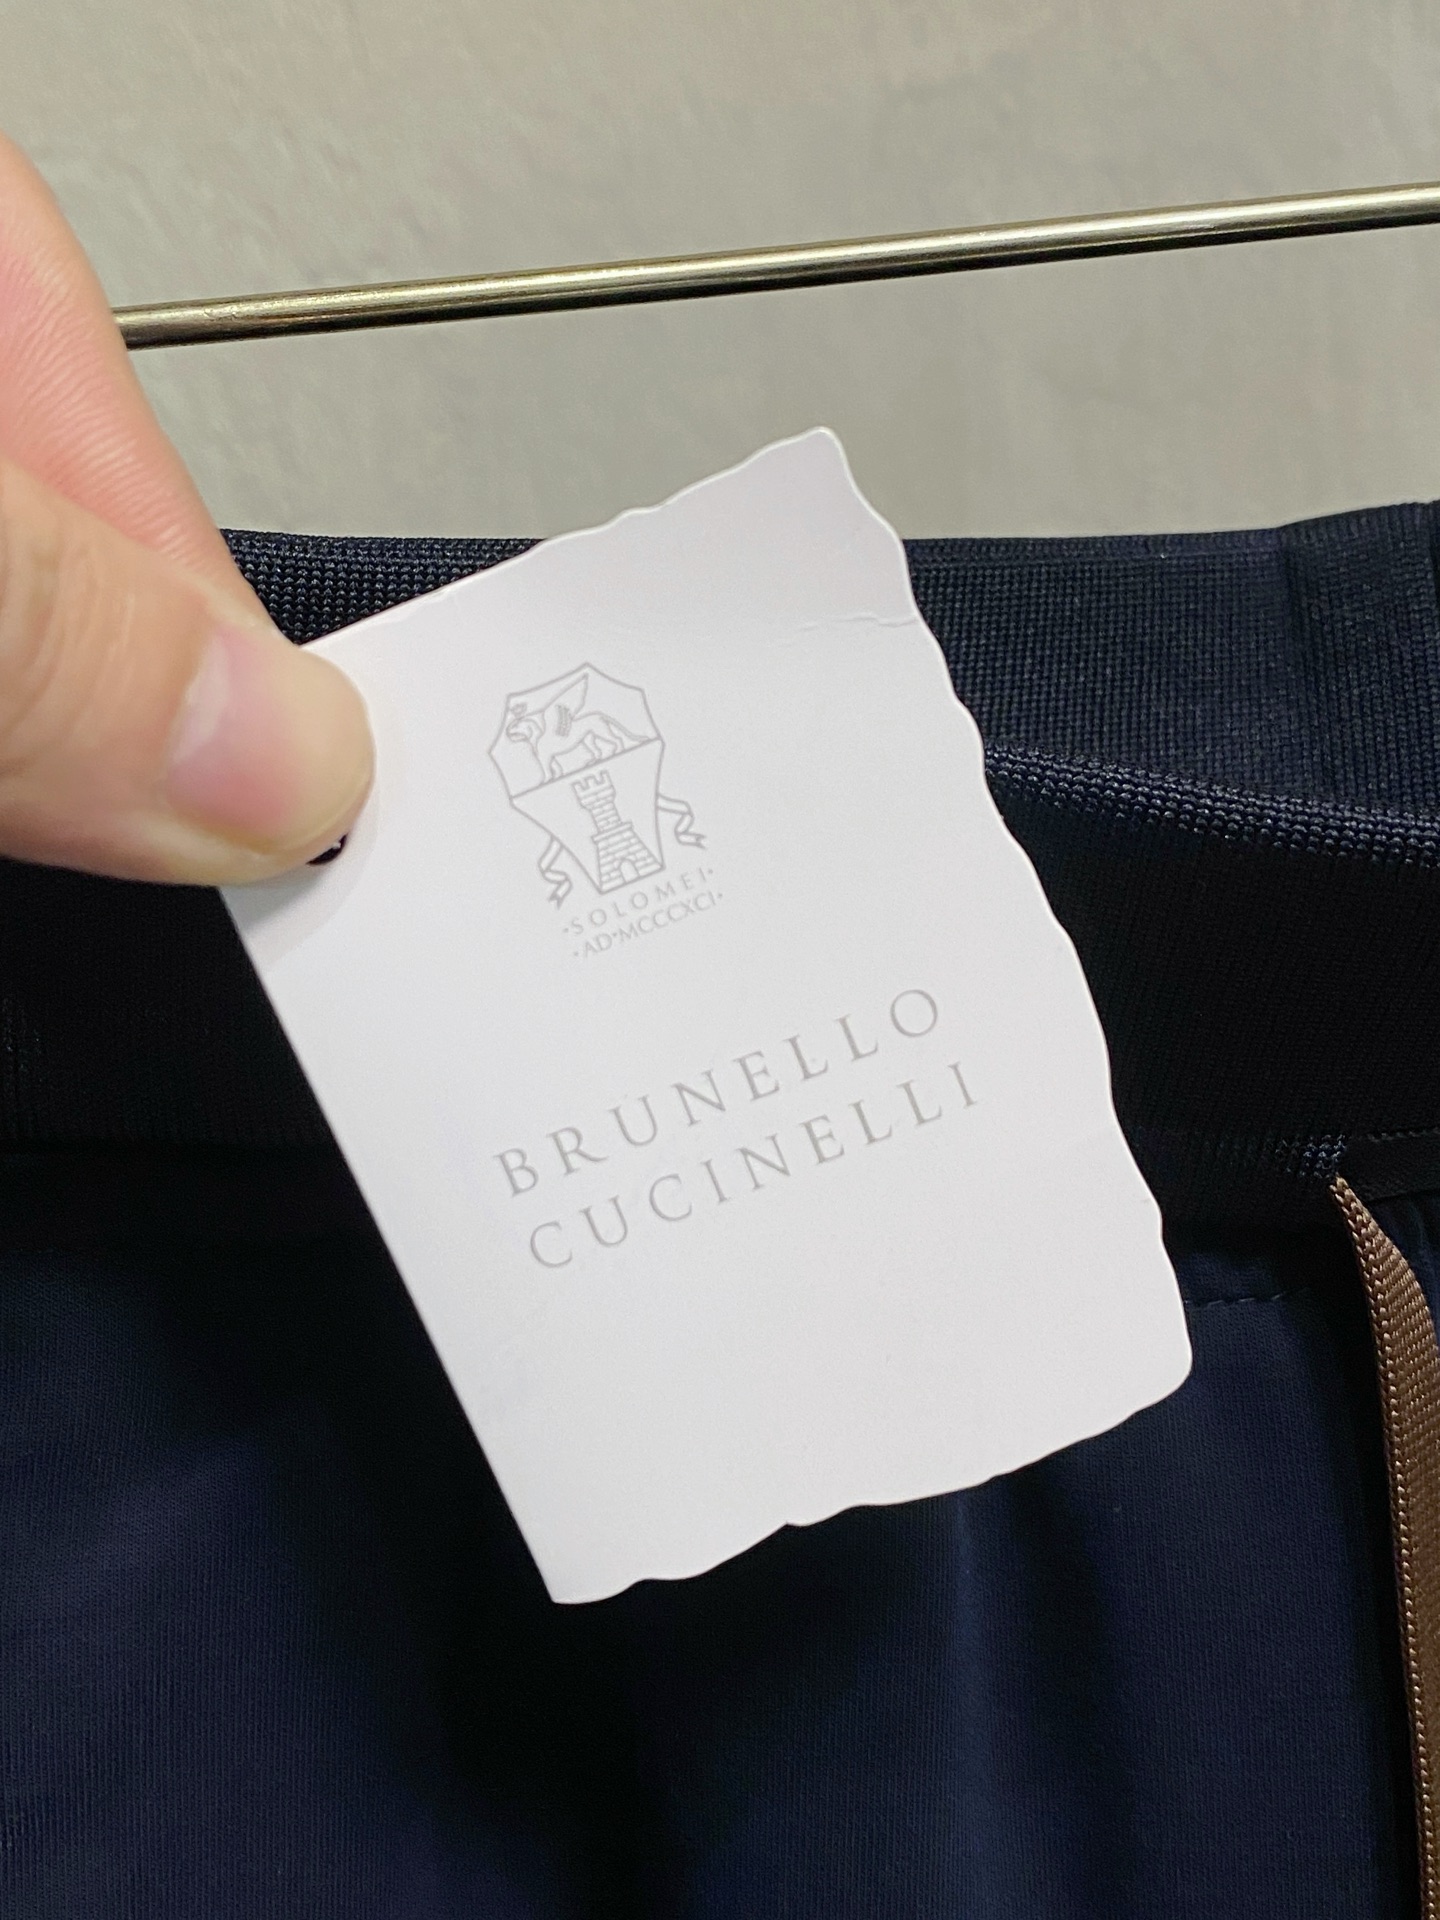 ·SOLOMEI·
·AD·MCCCXCI·
BRUNELLO
CUCINELLI